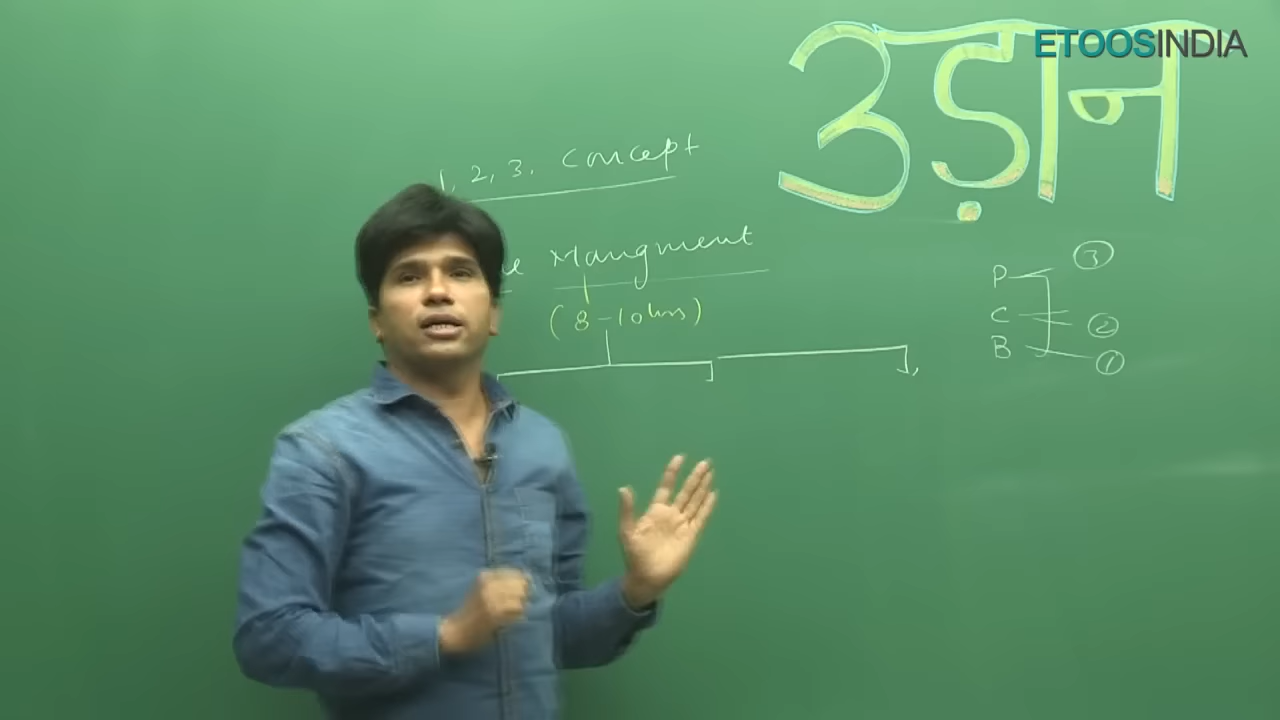 उड़ान
ETOOSINDIA
1, 2, 3. Concept
Mangment
(8-10hrs)
P 3
C 2
B 1